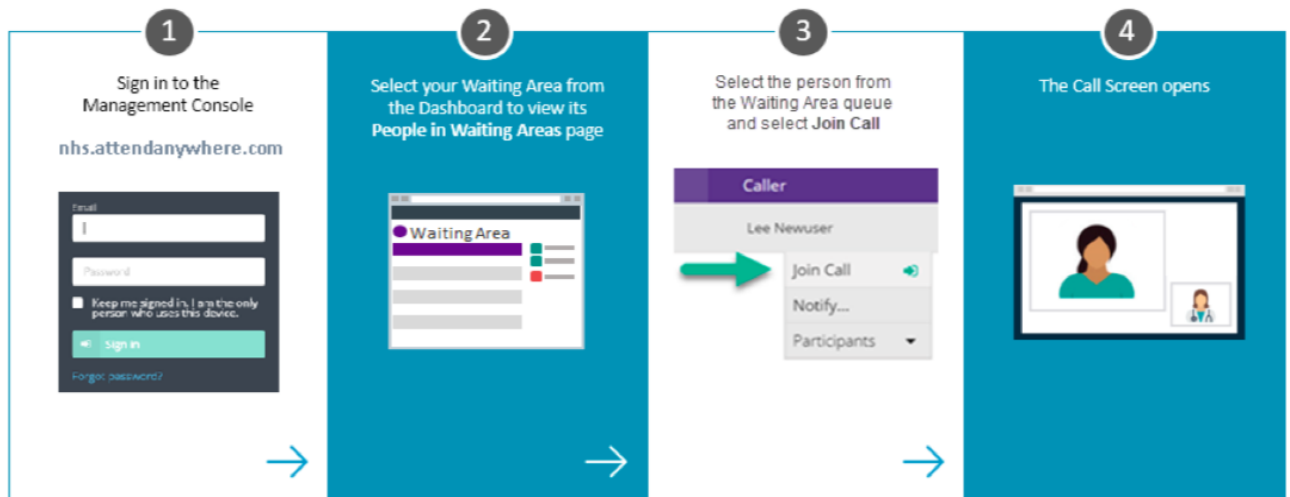 1
Sign in to the
Management Console
nhs.attendanywhere.com
Email
Password
Keep me signed in, I am the only
person who uses this device.
Sign in
Forgot password?
2
Select your Waiting Area from
the Dashboard to view its
People in Waiting Areas page
Waiting Area
3
Select the person from
the Waiting Area queue
and select Join Call
Caller
Lee Newuser
Join Call
Notify...
Participants
4
The Call Screen opens